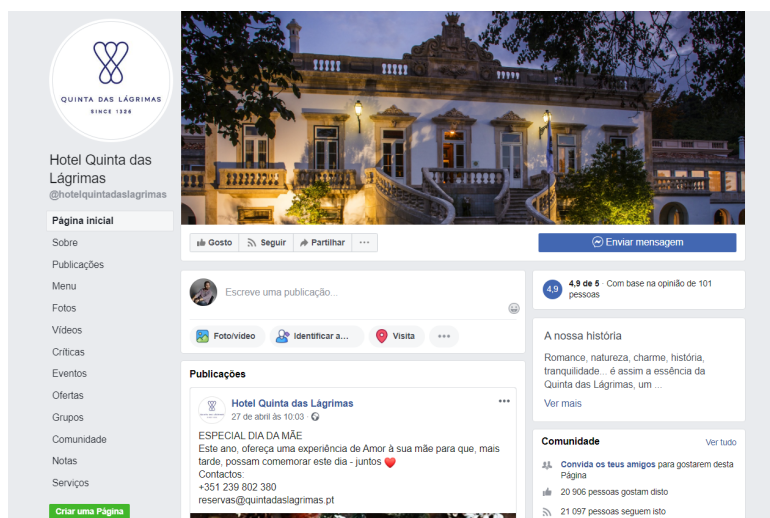 QUINTA DAS LÁGRIMAS
SINCE 1326
Hotel Quinta das
Lágrimas
@hotelquintadaslagrimas
Página inicial
Sobre
Publicações
Menu
Fotos
Vídeos
Críticas
Eventos
Ofertas
Grupos
Comunidade
Notas
Serviços
Criar uma Página
Gosto
Seguir
Partilhar
Enviar mensagem
Escreve uma publicação...
Foto/vídeo
Identificar a...
Visita
Publicações
Hotel Quinta das Lágrimas
27 de abril às 10:03 ·
ESPECIAL DIA DA MÃE
Este ano, ofereça uma experiência de Amor à sua mãe para que, mais
tarde, possam comemorar este dia - juntos ❤️
Contactos:
+351 239 802 380
reservas@quintadaslagrimas.pt
4,9
4,9 de 5 · Com base na opinião de 101
pessoas
A nossa história
Romance, natureza, charme, história,
tranquilidade... é assim a essência da
Quinta das Lágrimas, um ...
Ver mais
Comunidade
Ver tudo
Convida os teus amigos para gostarem desta
Página
20 906 pessoas gostam disto
21 097 pessoas seguem isto